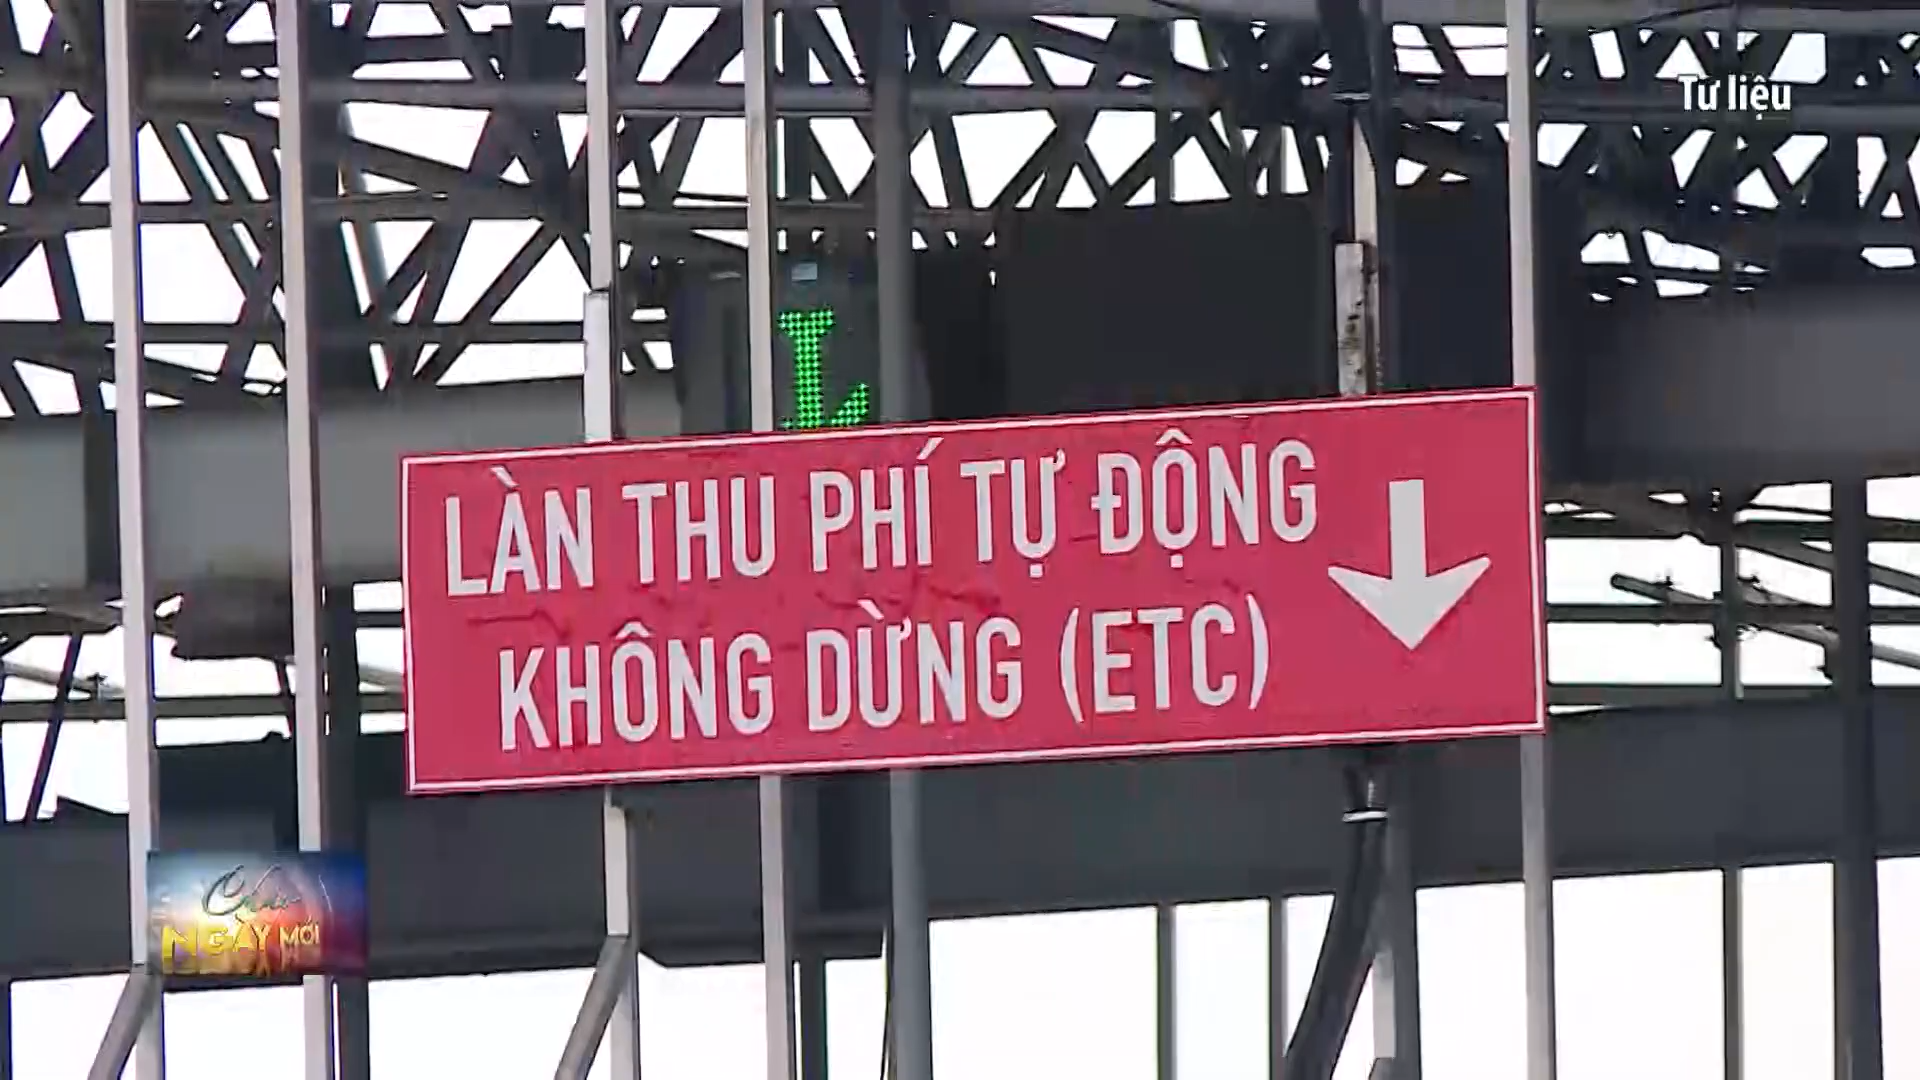 Tư liệu
LÀN THU PHÍ TỰ ĐỘNG
KHÔNG DỪNG (ETC)
Chào
NGÀY MỚI